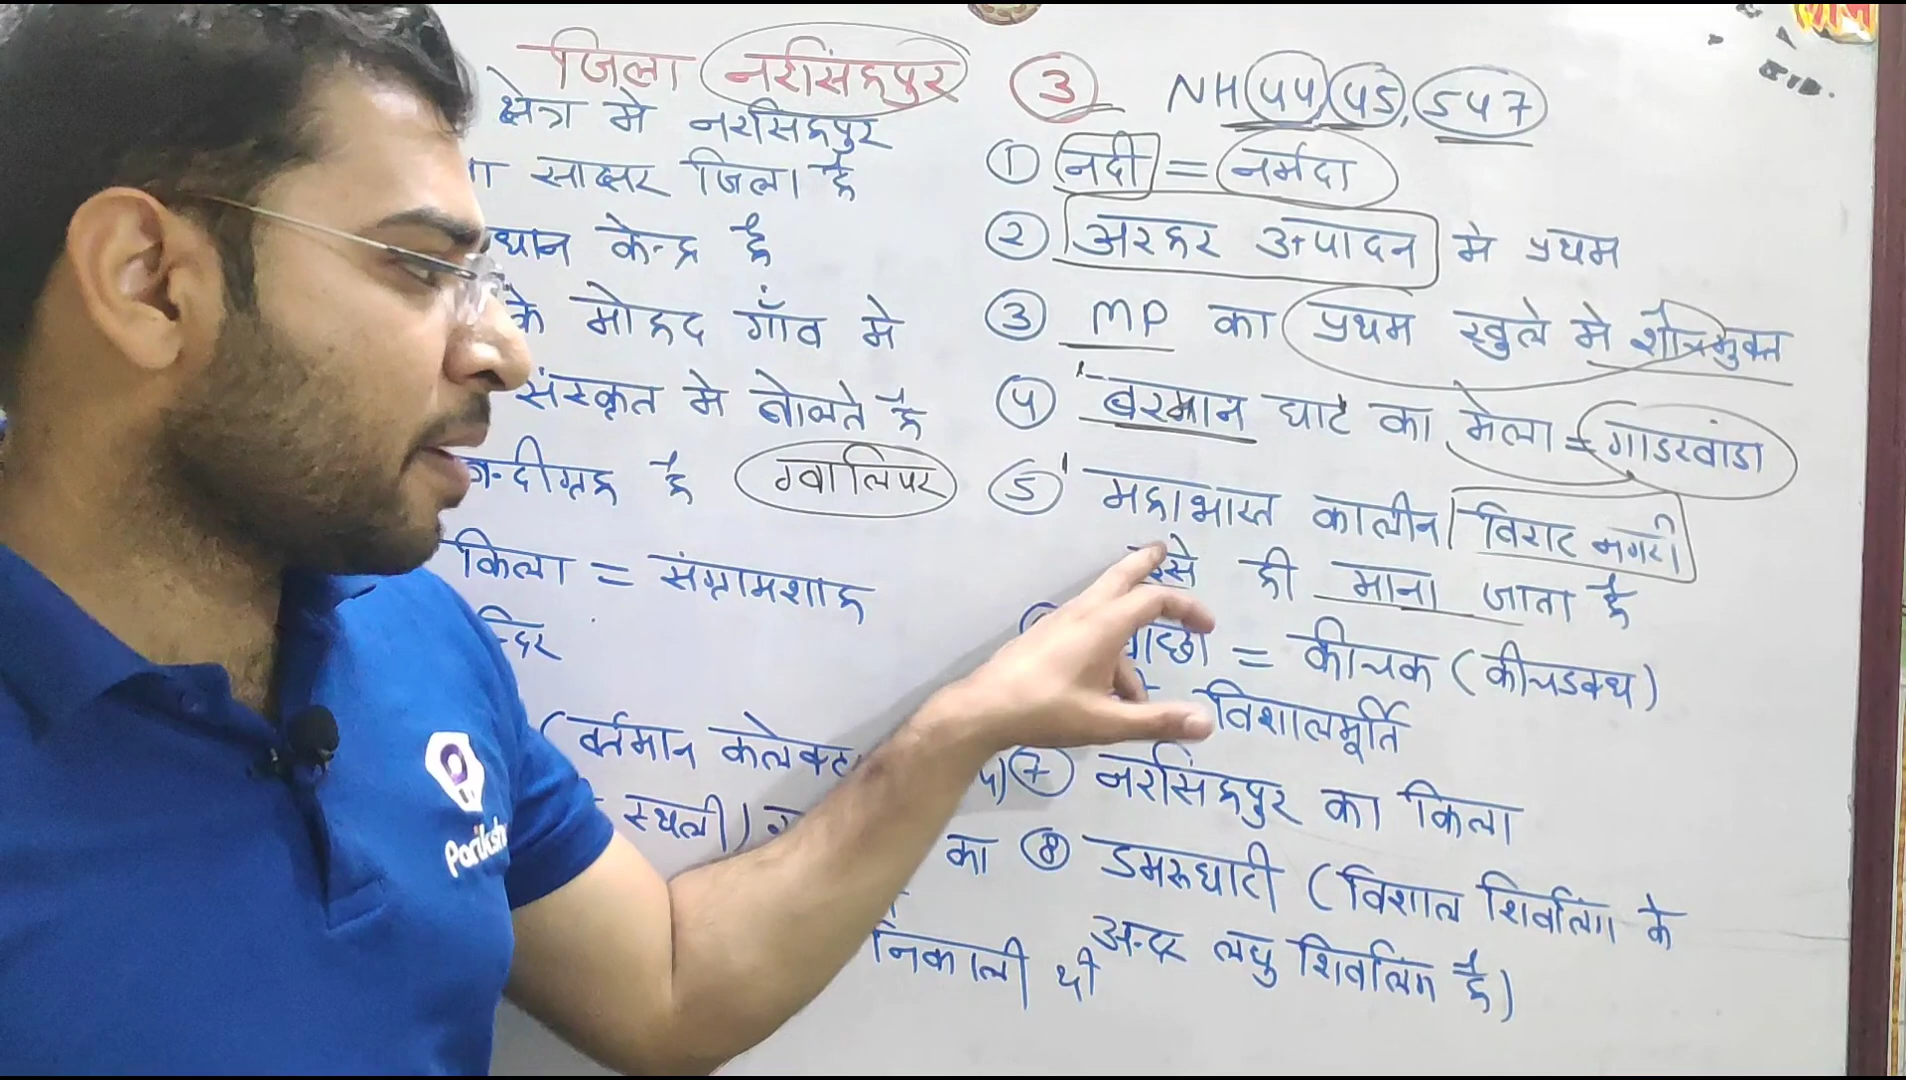 जिला नरसिंहपुर
क्षेत्र मे नरसिंहपुर
साक्षर जिला है
केन्द्र है
के मोहद गाँव मे
संस्कृत मे बोलते है
है ग्वालियर
किला = संग्रामशाह
(वर्तमान कलेक्ट
स्थली)
का
निकाली थी
3 NH 44, 45, 547
① नदी = नर्मदा
② अरहर उत्पादन मे प्रथम
③ MP का प्रथम खुले मे शौचमुक्त
④ बरमान घाट का मेला = गाडरवांडा
⑤ महाभारत कालीन विराट नगरी
इसे ही माना जाता है
= कीचक (कीचडवध)
विशालमूर्ति
⑦ नरसिंहपुर का किला
⑧ डमरूघाटी (विशाल शिवलिंग के
अन्दर लघु शिवलिंग है)
Pariksh